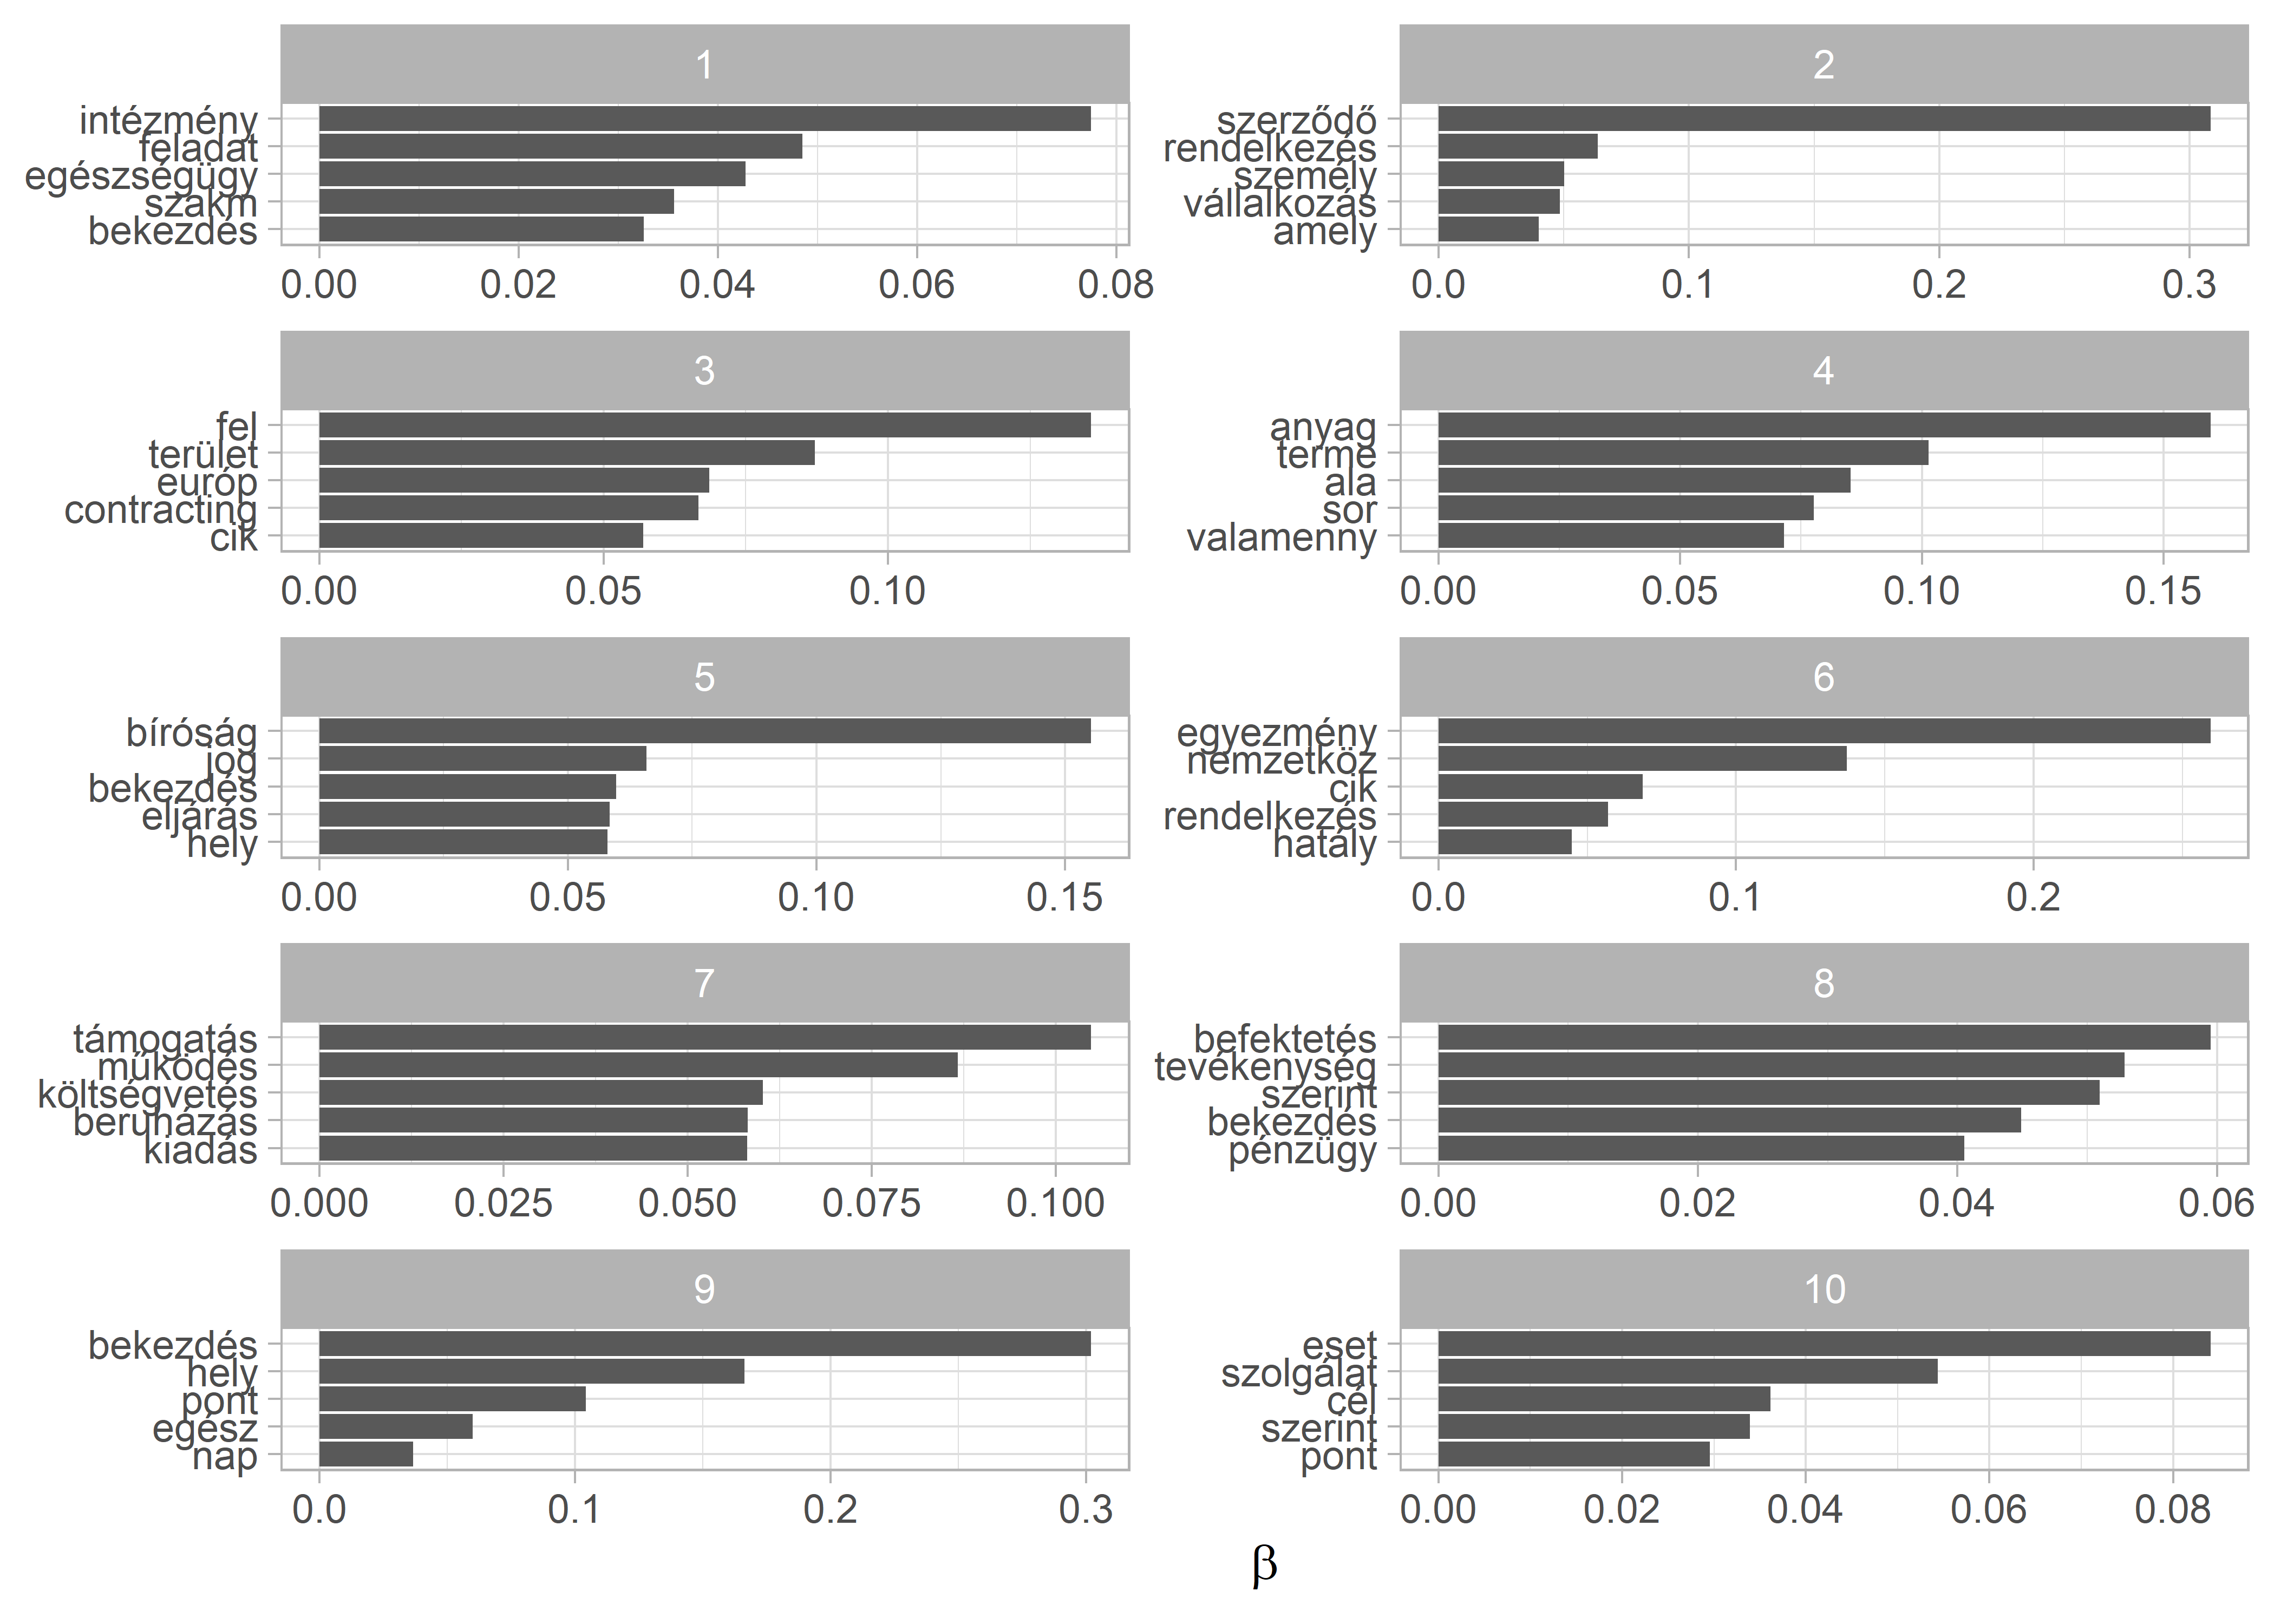 1
intézmény
feladat
egészségügy
szakm
bekezdés
0.00 0.02 0.04 0.06 0.08
2
szerződő
rendelkezés
személy
vállalkozás
amely
0.0 0.1 0.2 0.3
3
fel
terület
európ
contracting
cik
0.00 0.05 0.10
4
anyag
terme
ala
sor
valamenny
0.00 0.05 0.10 0.15
5
bíróság
jog
bekezdés
eljárás
hely
0.00 0.05 0.10 0.15
6
egyezmény
nemzetköz
cik
rendelkezés
hatály
0.0 0.1 0.2
7
támogatás
működés
költségvetés
beruházás
kiadás
0.000 0.025 0.050 0.075 0.100
8
befektetés
tevékenység
szerint
bekezdés
pénzügy
0.00 0.02 0.04 0.06
9
bekezdés
hely
pont
egész
nap
0.0 0.1 0.2 0.3
10
eset
szolgálat
cél
szerint
pont
0.00 0.02 0.04 0.06 0.08
β